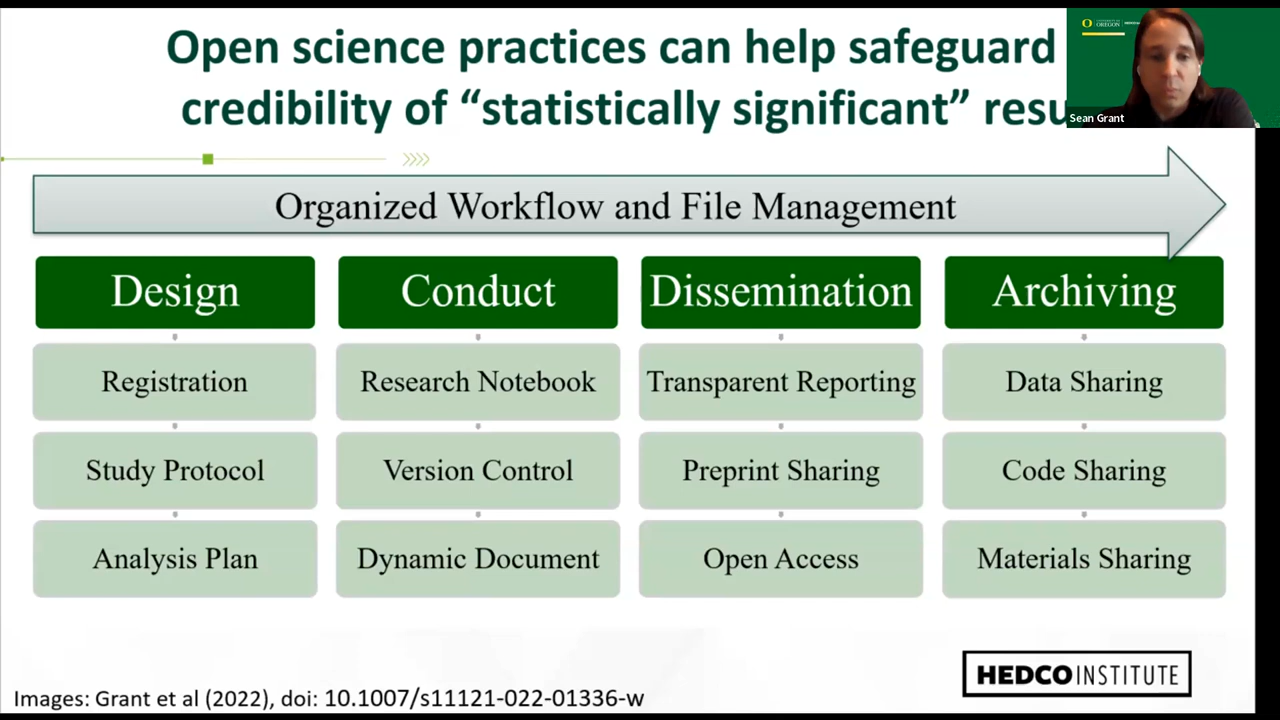 Open science practices can help safeguard
credibility of “statistically significant” resu
Sean Grant
O UNIVERSITY OF OREGON
Organized Workflow and File Management
Design
Conduct
Dissemination
Archiving
Registration
Research Notebook
Transparent Reporting
Data Sharing
Study Protocol
Version Control
Preprint Sharing
Code Sharing
Analysis Plan
Dynamic Document
Open Access
Materials Sharing
HEDCO INSTITUTE
Images: Grant et al (2022), doi: 10.1007/s11121-022-01336-w